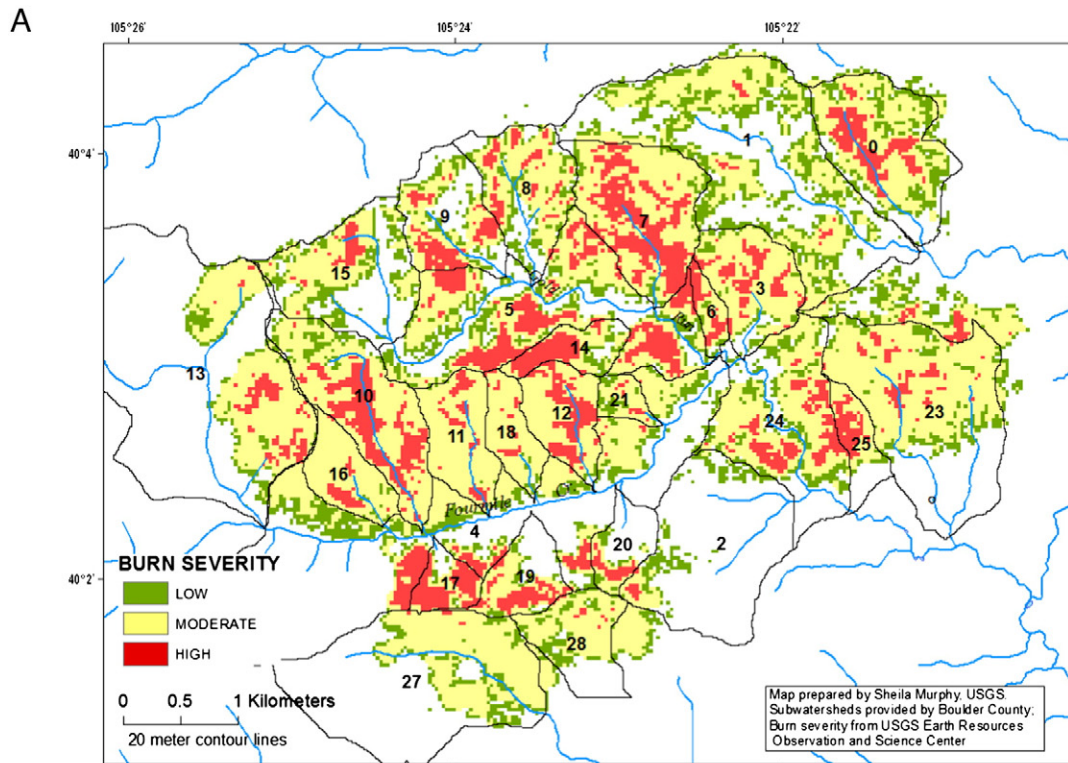 A
105°26'
105°24'
105°22'
40°4'
40°2'
0
1
8
9
7
15
3
5
6
14
13
10
12
21
11
18
24
25
23
16
Fourmile Cr
4
20
2
17
19
28
27
BURN SEVERITY
LOW
MODERATE
HIGH
0 0.5 1 Kilometers
20 meter contour lines
Map prepared by Sheila Murphy, USGS.
Subwatersheds provided by Boulder County;
Burn severity from USGS Earth Resources
Observation and Science Center